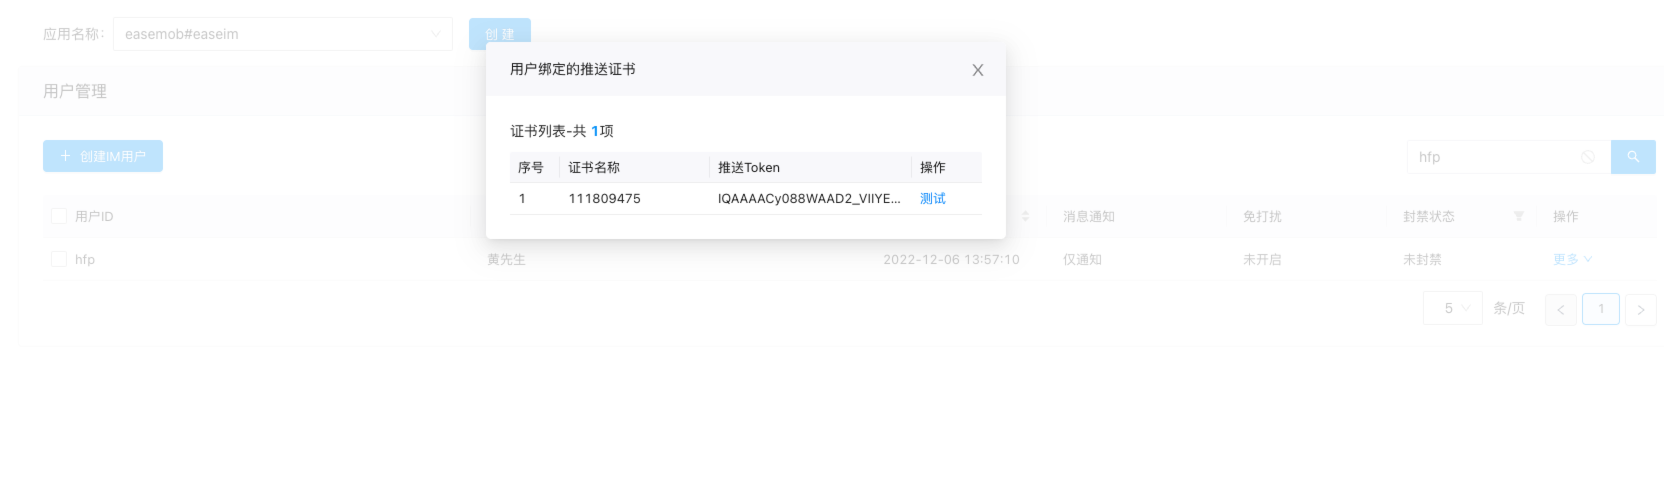 应用名称: easemob#easeim 创 建
用户绑定的推送证书
用户管理
证书列表-共 1项
+ 创建IM用户 hfp
序号 证书名称 推送Token 操作
1 111809475 IQAAAACy088WAAD2_VIIYE... 测试
用户ID 消息通知 免打扰 封禁状态 操作
hfp 黄先生 2022-12-06 13:57:10 仅通知 未开启 未封禁 更多
5 条/页 < 1 >